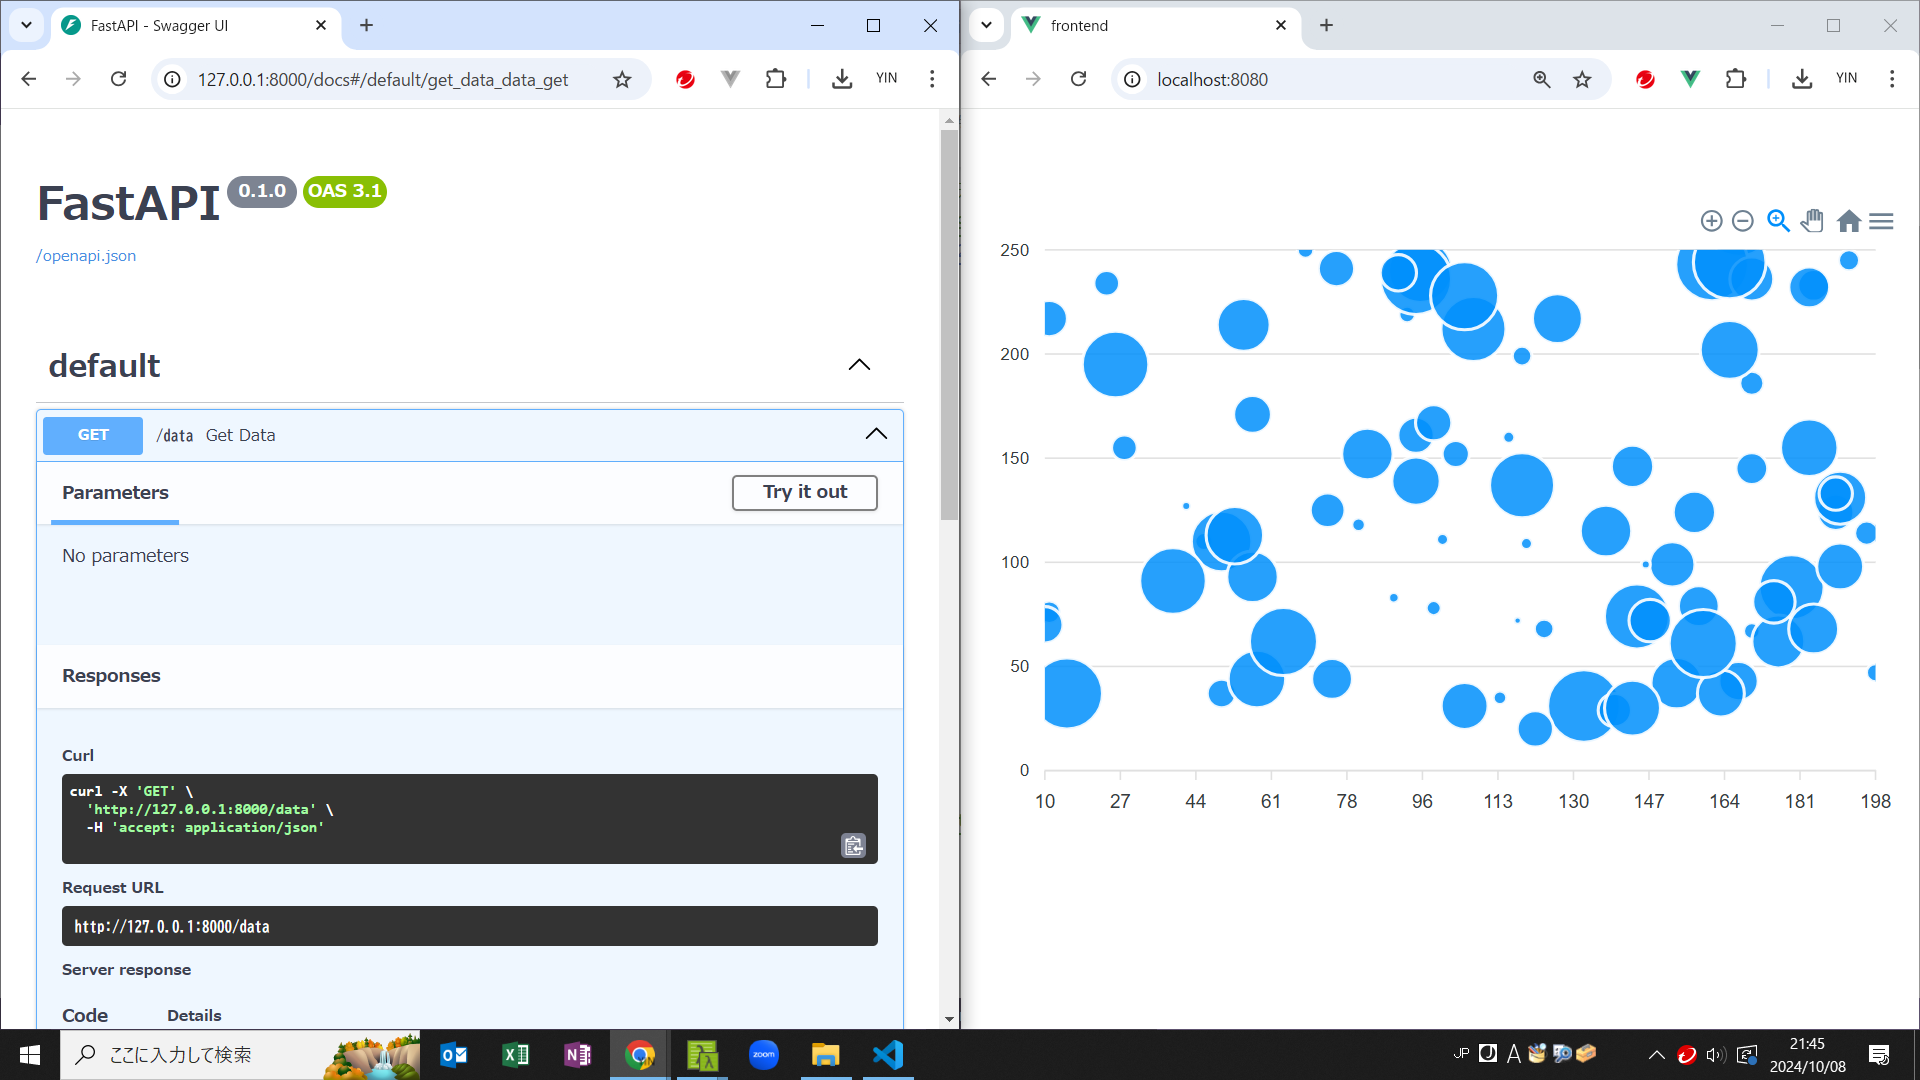 FastAPI - Swagger UI
127.0.0.1:8000/docs#/default/get_data_data_get
YIN
FastAPI 0.1.0 OAS 3.1
/openapi.json
default
GET /data Get Data
Parameters
Try it out
No parameters
Responses
Curl
curl -X 'GET' \
'http://127.0.0.1:8000/data' \
-H 'accept: application/json'
Request URL
http://127.0.0.1:8000/data
Server response
Code Details
frontend
localhost:8080
YIN
250
200
150
100
50
0
10 27 44 61 78 96 113 130 147 164 181 198
ここに入力して検索
zoom
JP
A
21:45
2024/10/08